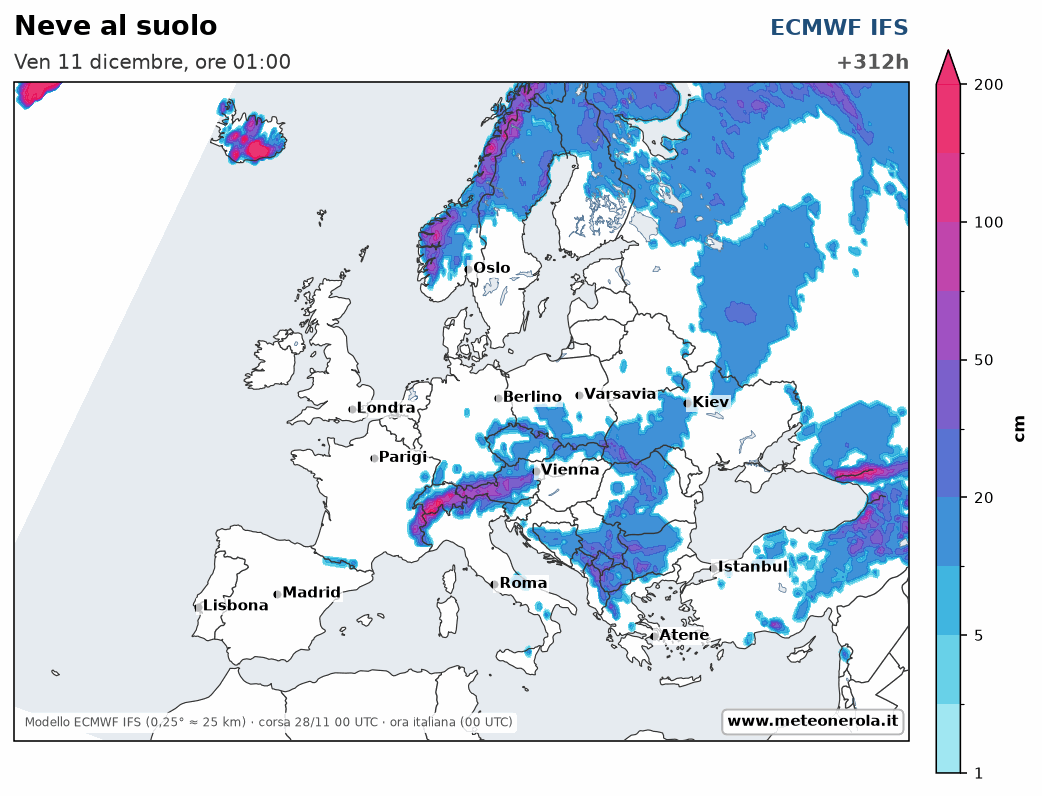 Neve al suolo
ECMWF IFS
Ven 11 dicembre, ore 01:00
+312h
200
100
50
20
5
1
cm
Oslo
Londra
Berlino
Varsavia
Kiev
Parigi
Vienna
Istanbul
Roma
Madrid
Lisbona
Atene
Modello ECMWF IFS (0,25° ≈ 25 km) · corsa 28/11 00 UTC · ora italiana (00 UTC)
www.meteonerola.it